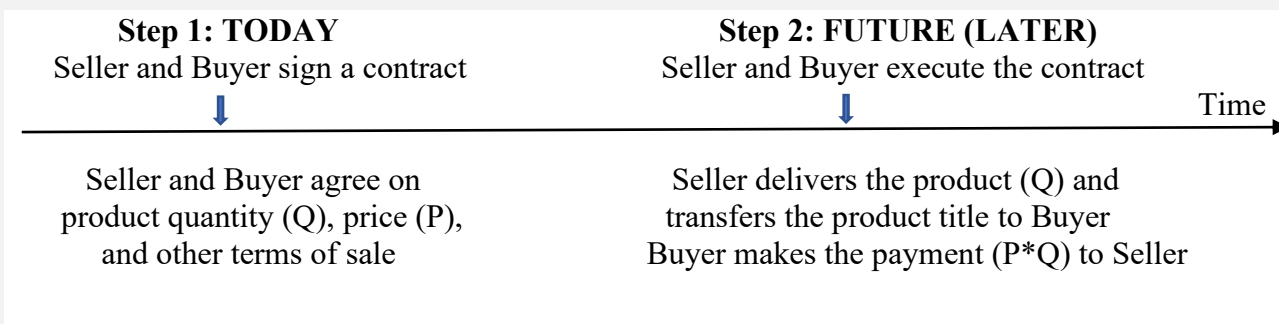 Step 1: TODAY
Seller and Buyer sign a contract
Step 2: FUTURE (LATER)
Seller and Buyer execute the contract
Time
Seller and Buyer agree on
product quantity (Q), price (P),
and other terms of sale
Seller delivers the product (Q) and
transfers the product title to Buyer
Buyer makes the payment (P*Q) to Seller